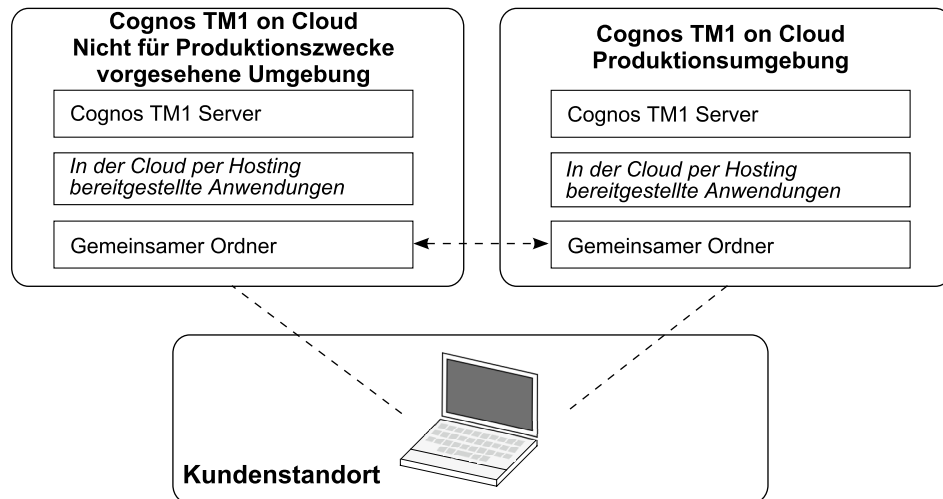 Cognos TM1 on Cloud
Nicht für Produktionszwecke
vorgesehene Umgebung
Cognos TM1 Server
In der Cloud per Hosting
bereitgestellte Anwendungen
Gemeinsamer Ordner
Cognos TM1 on Cloud
Produktionsumgebung
Cognos TM1 Server
In der Cloud per Hosting
bereitgestellte Anwendungen
Gemeinsamer Ordner
Kundenstandort